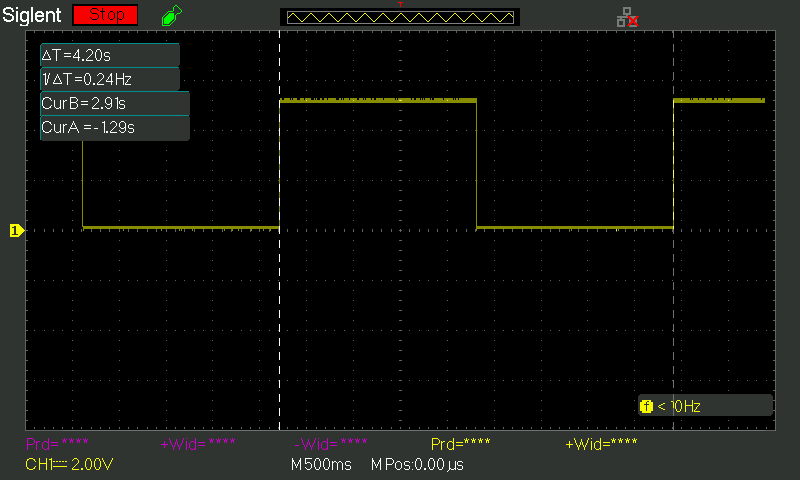 Siglent Stop
ΔT=4.20s
1/ΔT=0.24Hz
CurB=2.91s
CurA=-1.29s
1
f < 10Hz
Prd=**** +Wid=**** -Wid=**** Prd=**** +Wid=****
CH1 2.00V M500ms MPos:0.00µs